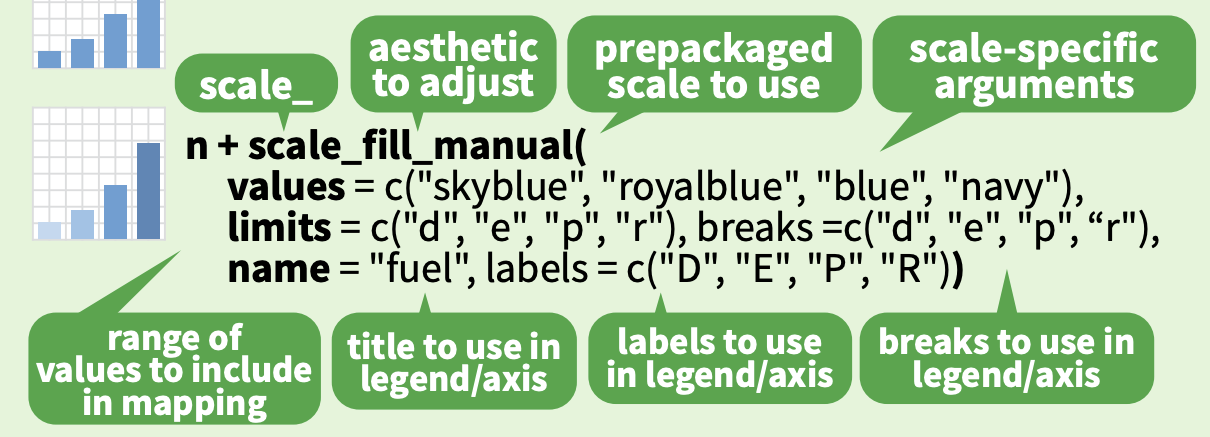 scale_
aesthetic
to adjust
prepackaged
scale to use
scale-specific
arguments
n + scale_fill_manual(
values = c("skyblue", "royalblue", "blue", "navy"),
limits = c("d", "e", "p", "r"), breaks =c("d", "e", "p", “r"),
name = "fuel", labels = c("D", "E", "P", "R"))
range of
values to include
in mapping
title to use in
legend/axis
labels to use
in legend/axis
breaks to use in
legend/axis